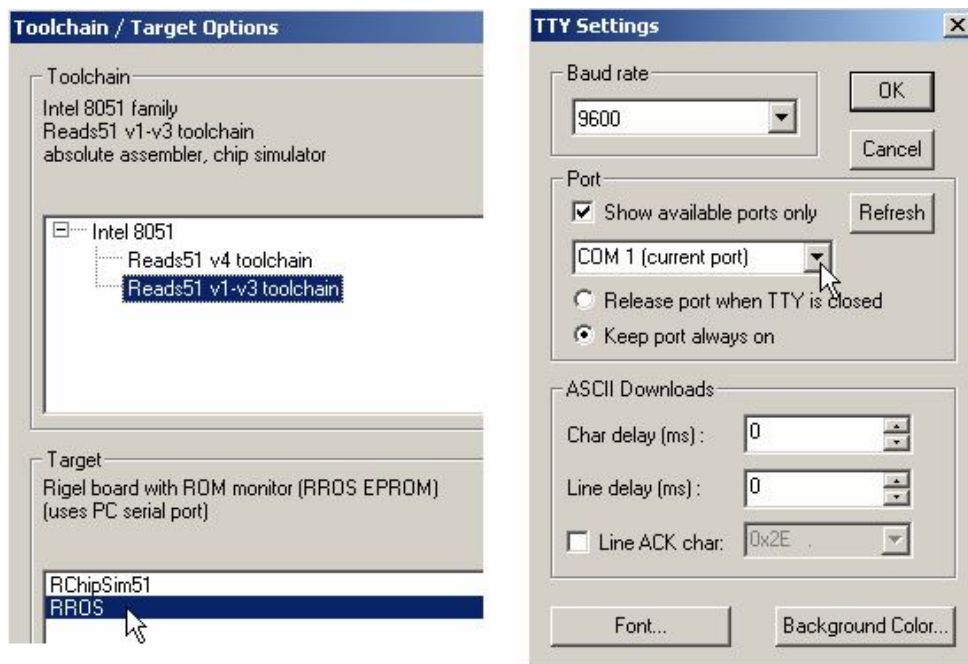 Toolchain / Target Options
Toolchain
Intel 8051 family
Reads51 v1-v3 toolchain
absolute assembler, chip simulator
Intel 8051
Reads51 v4 toolchain
Reads51 v1-v3 toolchain
Target
Rigel board with ROM monitor (RROS EPROM)
(uses PC serial port)
RChipSim51
RROS
TTY Settings
Baud rate
9600
OK
Cancel
Port
Show available ports only
Refresh
COM 1 (current port)
Release port when TTY is closed
Keep port always on
ASCII Downloads
Char delay (ms) :
0
Line delay (ms) :
0
Line ACK char:
0x2E .
Font...
Background Color...